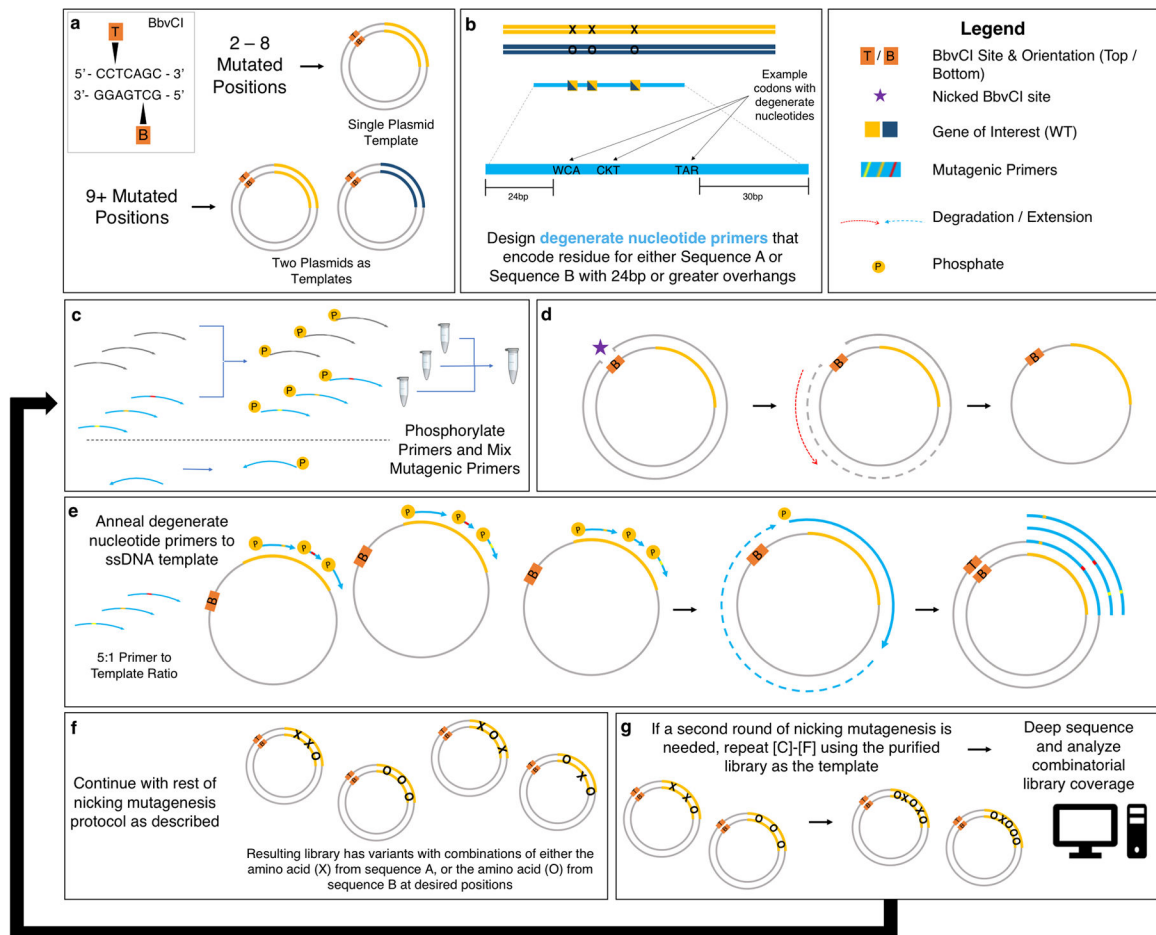 a
BbvCI
T
5’- CCTCAGC - 3’
3’- GGAGTCG - 5’
B
2 – 8
Mutated
Positions
T
B
Single Plasmid
Template
9+ Mutated
Positions
T
B
T
B
Two Plasmids as
Templates
b
X X X
O O O
Example
codons with
degenerate
nucleotides
WCA CKT TAR
24bp
30bp
Design degenerate nucleotide primers that
encode residue for either Sequence A or
Sequence B with 24bp or greater overhangs
Legend
T / B
BbvCI Site & Orientation (Top /
Bottom)
Nicked BbvCI site
Gene of Interest (WT)
Mutagenic Primers
Degradation / Extension
P
Phosphate
c
P
P
P
P
P
P
P
Phosphorylate
Primers and Mix
Mutagenic Primers
d
B
B
B
e
Anneal degenerate
nucleotide primers to
ssDNA template
5:1 Primer to
Template Ratio
P
P
P
B
P
P
P
B
P
P
P
B
P
B
T
B
f
Continue with rest of
nicking mutagenesis
protocol as described
T
B
X X O
T
B
O O O
T
B
X O X
T
B
O X O
Resulting library has variants with combinations of either the
amino acid (X) from sequence A, or the amino acid (O) from
sequence B at desired positions
g
If a second round of nicking mutagenesis is
needed, repeat [C]-[F] using the purified
library as the template
Deep sequence
and analyze
combinatorial
library coverage
T
B
X X O
T
B
O O O
T
B
OXOXO
T
B
OXOOO